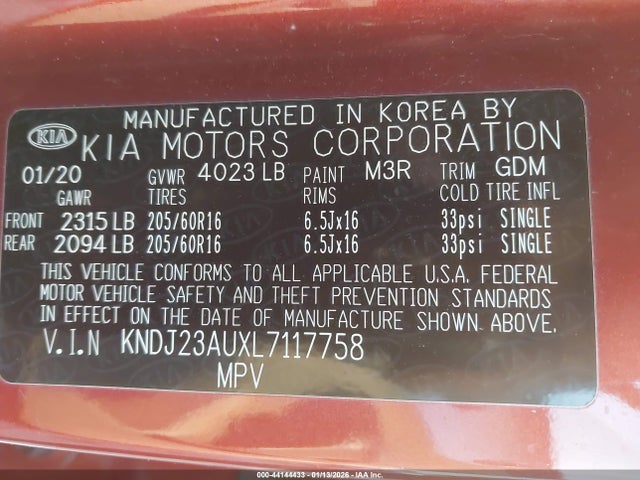 MANUFACTURED IN KOREA BY
KIA KIA MOTORS CORPORATION
01/20 GVWR 4023 LB PAINT M3R TRIM GDM
GAWR TIRES RIMS COLD TIRE INFL
FRONT 2315 LB 205/60R16 6.5Jx16 33psi SINGLE
REAR 2094 LB 205/60R16 6.5Jx16 33psi SINGLE
THIS VEHICLE CONFORMS TO ALL APPLICABLE U.S.A. FEDERAL
MOTOR VEHICLE SAFETY AND THEFT PREVENTION STANDARDS
IN EFFECT ON THE DATE OF MANUFACTURE SHOWN ABOVE.
V.I.N KNDJ23AUXL7117758
MPV
000-44144433 - 01/13/2026 - IAA Inc.